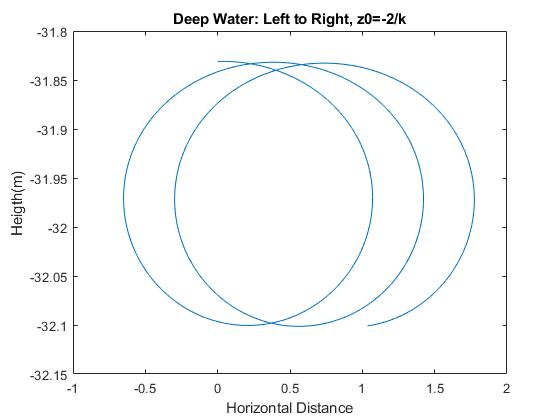 Deep Water: Left to Right, z0=-2/k
-31.8
-31.85
-31.9
-31.95
-32
-32.05
-32.1
-32.15
Heigth(m)
-1 -0.5 0 0.5 1 1.5 2
Horizontal Distance